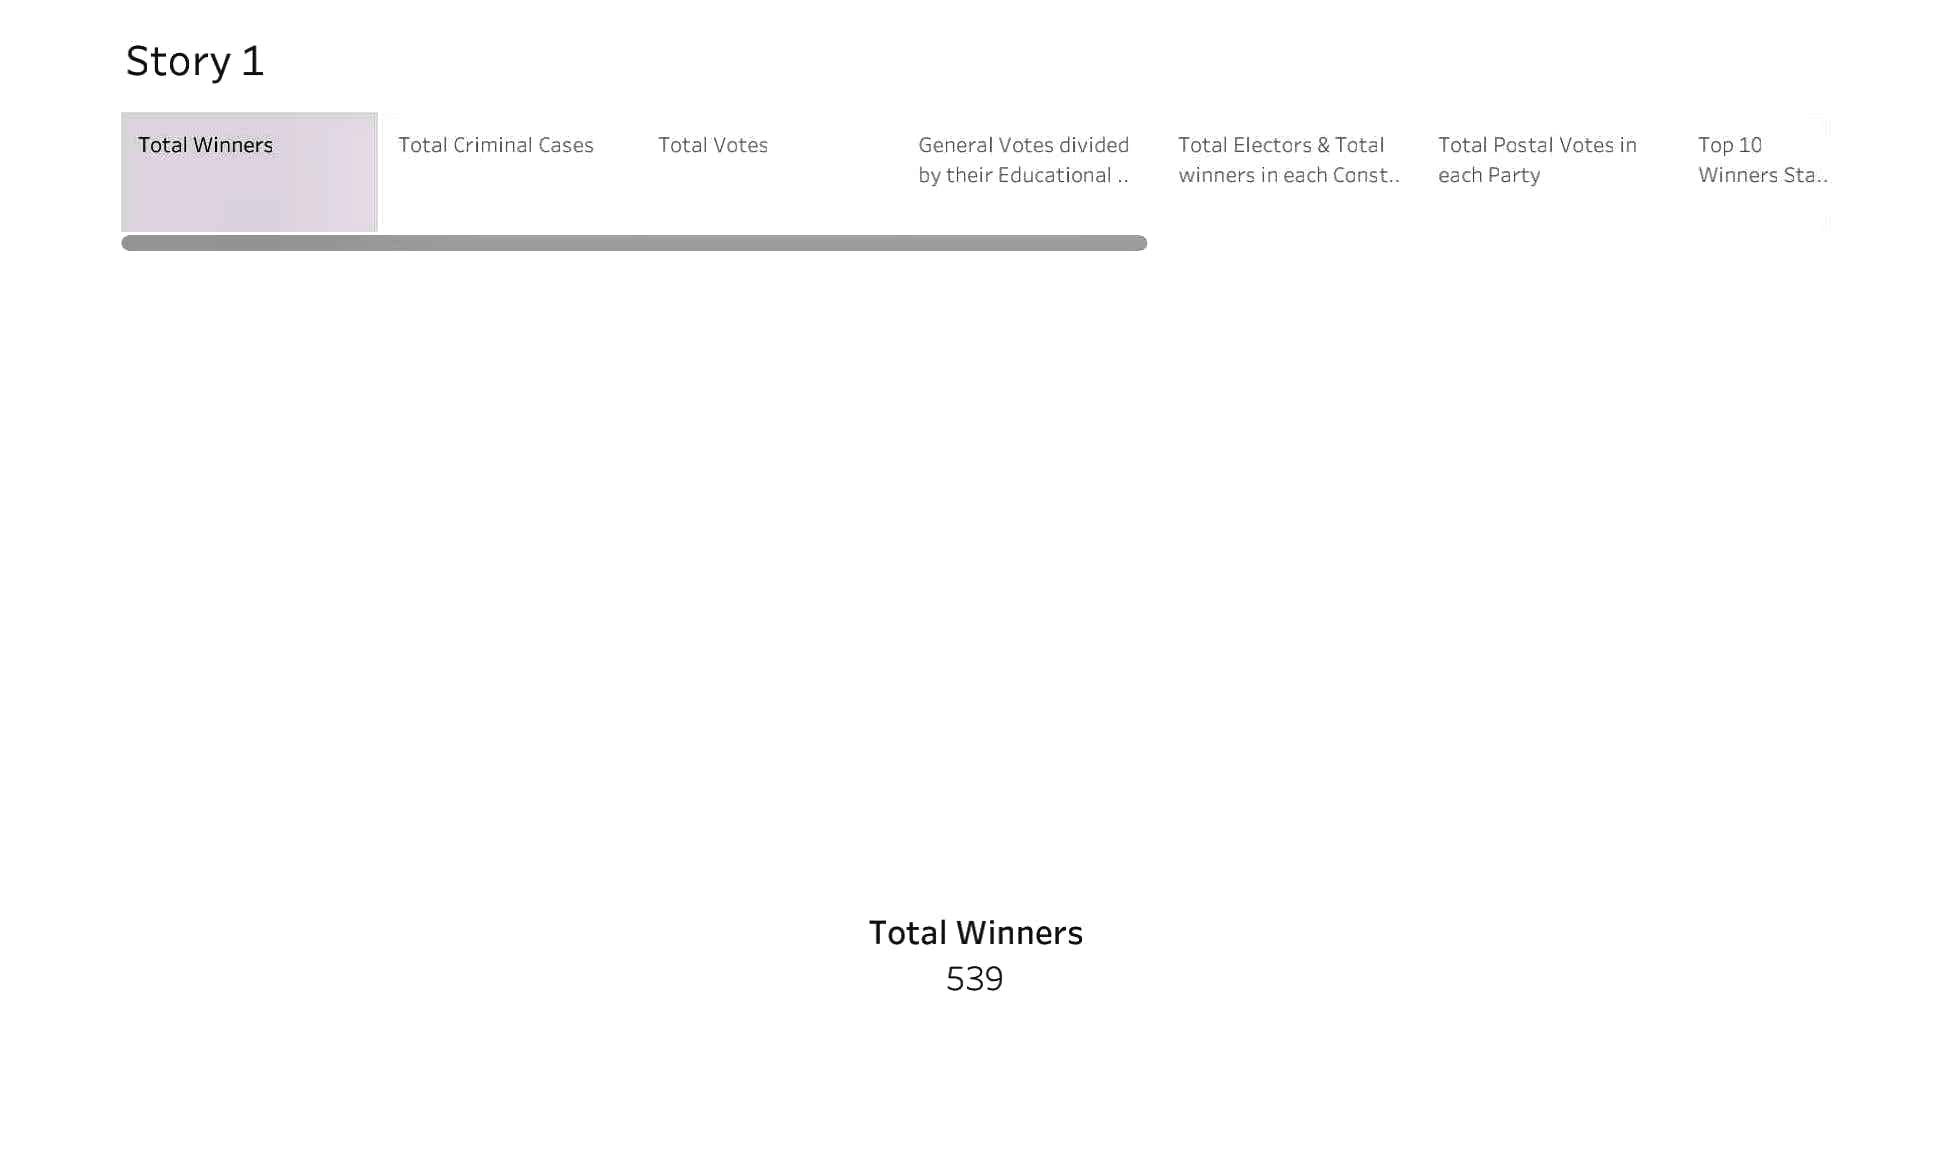 Story 1
Total Winners
Total Criminal Cases
Total Votes
General Votes divided
by their Educational ..
Total Electors & Total
winners in each Const..
Total Postal Votes in
each Party
Top 10
Winners Sta..
Total Winners
539